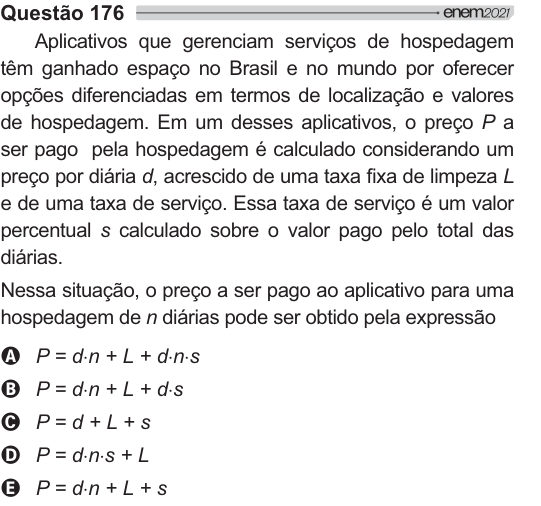 Questão 176 enem2021
Aplicativos que gerenciam serviços de hospedagem
têm ganhado espaço no Brasil e no mundo por oferecer
opções diferenciadas em termos de localização e valores
de hospedagem. Em um desses aplicativos, o preço P a
ser pago pela hospedagem é calculado considerando um
preço por diária d, acrescido de uma taxa fixa de limpeza L
e de uma taxa de serviço. Essa taxa de serviço é um valor
percentual s calculado sobre o valor pago pelo total das
diárias.
Nessa situação, o preço a ser pago ao aplicativo para uma
hospedagem de n diárias pode ser obtido pela expressão
A P = d·n + L + d·n·s
B P = d·n + L + d·s
C P = d + L + s
D P = d·n·s + L
E P = d·n + L + s